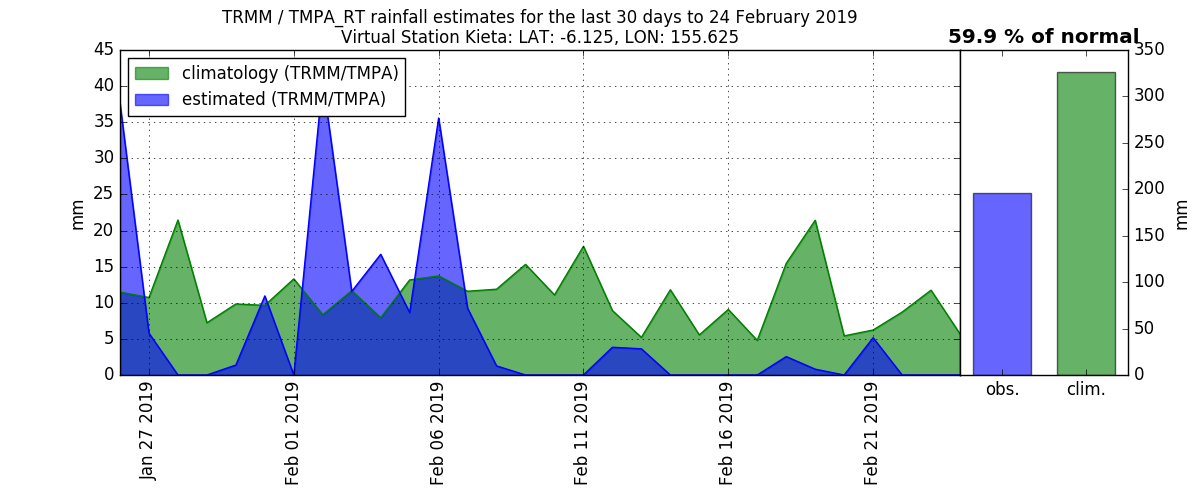 TRMM / TMPA_RT rainfall estimates for the last 30 days to 24 February 2019
Virtual Station Kieta: LAT: -6.125, LON: 155.625
59.9 % of normal
climatology (TRMM/TMPA)
estimated (TRMM/TMPA)
mm
45
40
35
30
25
20
15
10
5
0
Jan 27 2019
Feb 01 2019
Feb 06 2019
Feb 11 2019
Feb 16 2019
Feb 21 2019
350
300
250
200
150
100
50
0
mm
obs.
clim.